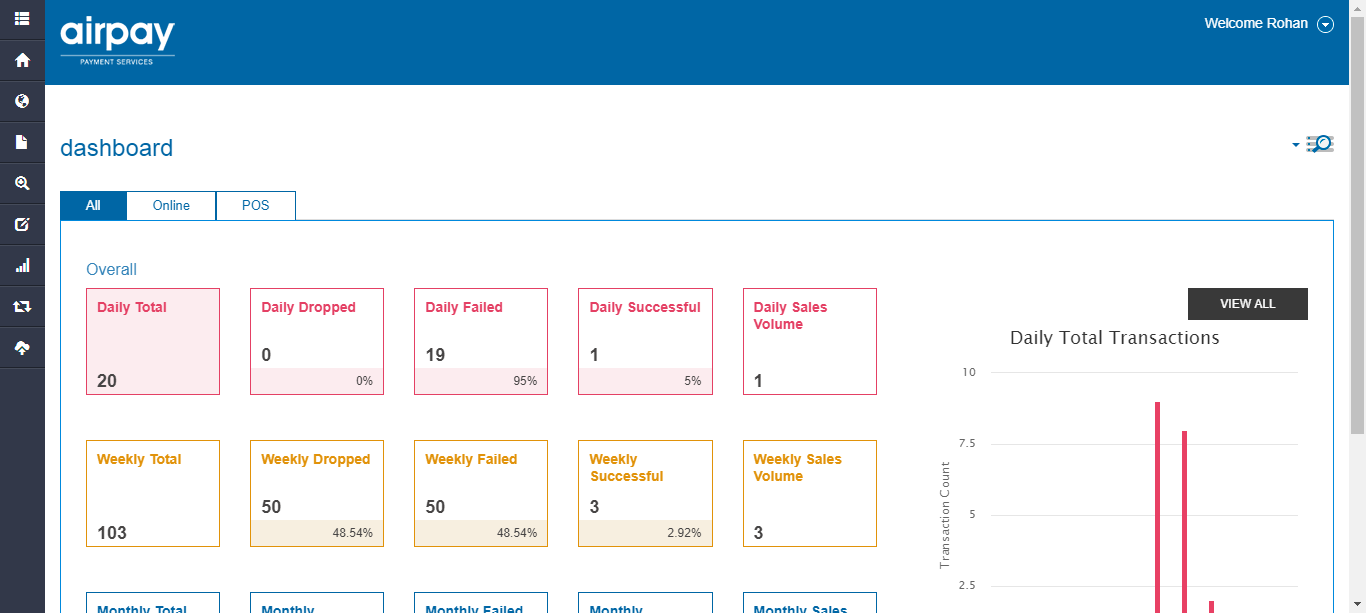 airpay
PAYMENT SERVICES
Welcome Rohan
dashboard
All
Online
POS
Overall
Daily Total
20
Daily Dropped
0
0%
Daily Failed
19
95%
Daily Successful
1
5%
Daily Sales
Volume
1
VIEW ALL
Daily Total Transactions
10
7.5
5
2.5
Transaction Count
Weekly Total
103
Weekly Dropped
50
48.54%
Weekly Failed
50
48.54%
Weekly
Successful
3
2.92%
Weekly Sales
Volume
3
Monthly Total
Monthly
Monthly Failed
Monthly
Monthly Sales